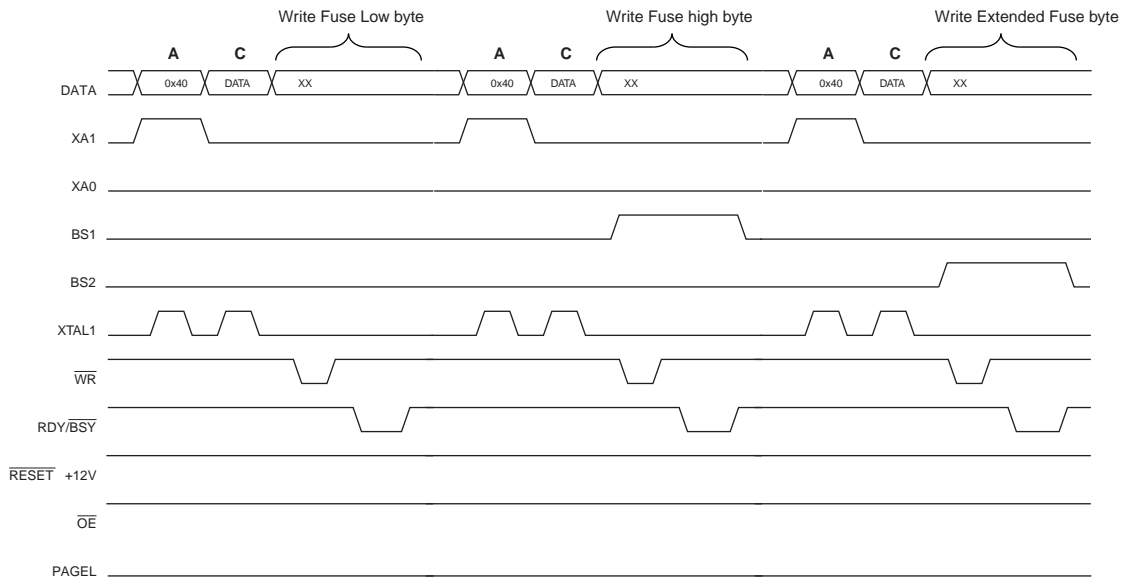 Write Fuse Low byte Write Fuse high byte Write Extended Fuse byte
A C A C A C
DATA 0x40 DATA XX 0x40 DATA XX 0x40 DATA XX
XA1
XA0
BS1
BS2
XTAL1
WR
RDY/BSY
RESET +12V
OE
PAGEL